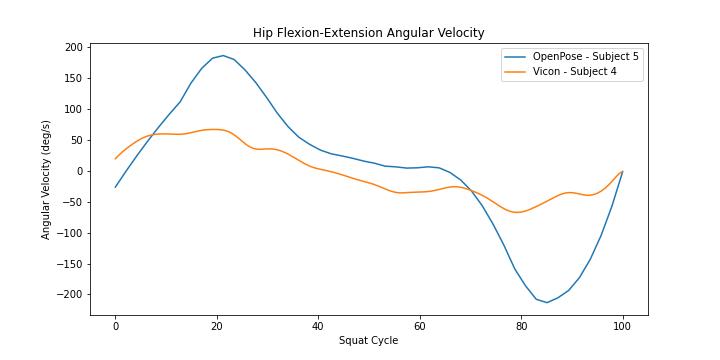 Hip Flexion-Extension Angular Velocity
OpenPose - Subject 5
Vicon - Subject 4
Angular Velocity (deg/s)
200
150
100
50
0
−50
−100
−150
−200
0 20 40 60 80 100
Squat Cycle